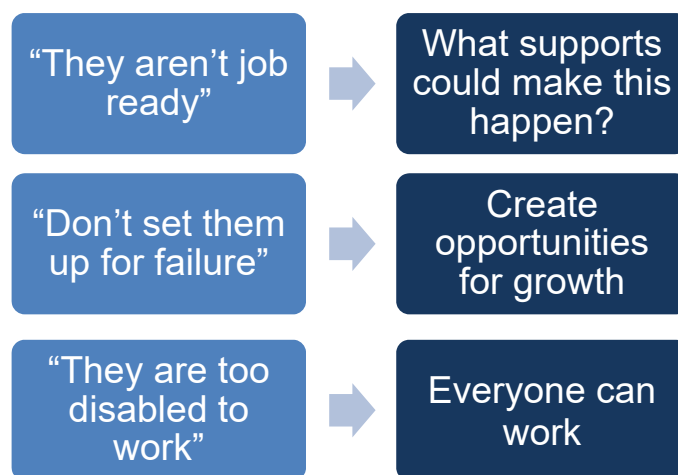 “They aren’t job
ready”
What supports
could make this
happen?
“Don’t set them
up for failure”
Create
opportunities
for growth
“They are too
disabled to
work”
Everyone can
work